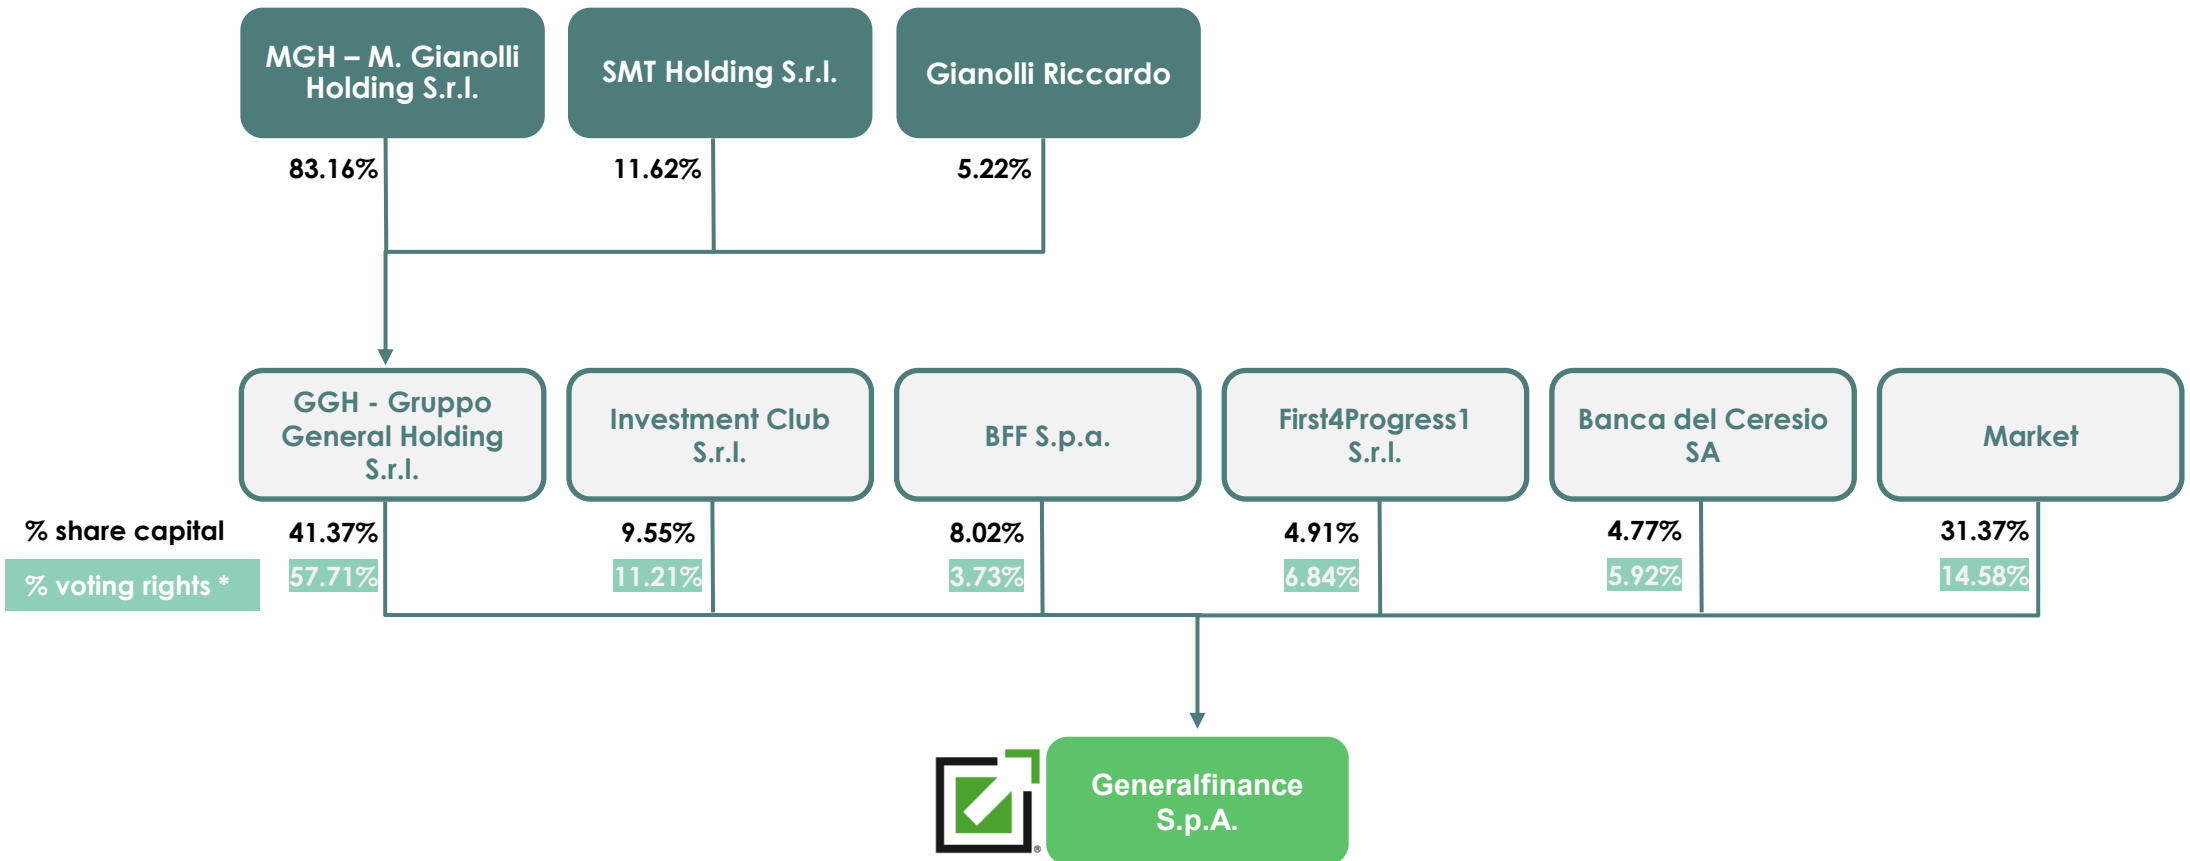 MGH – M. Gianolli
Holding S.r.l.
SMT Holding S.r.l.
Gianolli Riccardo
83.16%
11.62%
5.22%
GGH - Gruppo
General Holding
S.r.l.
Investment Club
S.r.l.
BFF S.p.a.
First4Progress1
S.r.l.
Banca del Ceresio
SA
Market
% share capital
41.37%
9.55%
8.02%
4.91%
4.77%
31.37%
% voting rights *
57.71%
11.21%
3.73%
6.84%
5.92%
14.58%
Generalfinance
S.p.A.
®